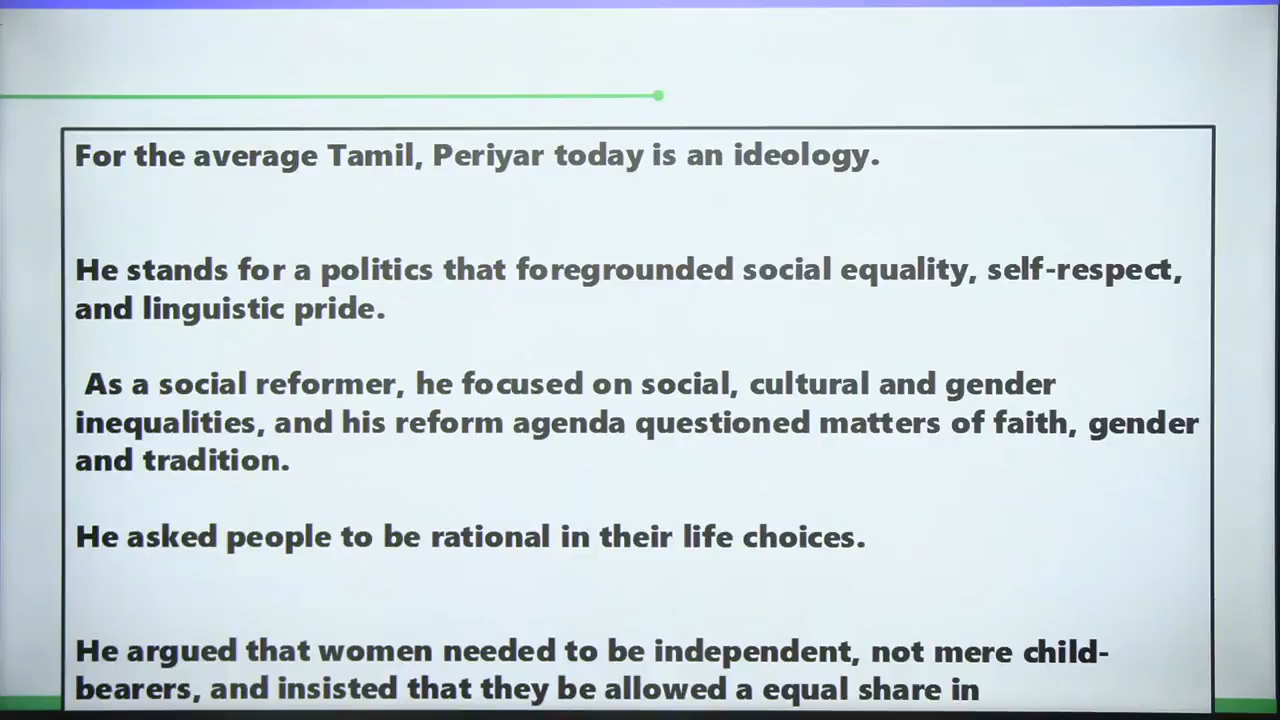 For the average Tamil, Periyar today is an ideology.
He stands for a politics that foregrounded social equality, self-respect,
and linguistic pride.
As a social reformer, he focused on social, cultural and gender
inequalities, and his reform agenda questioned matters of faith, gender
and tradition.
He asked people to be rational in their life choices.
He argued that women needed to be independent, not mere child-
bearers, and insisted that they be allowed a equal share in